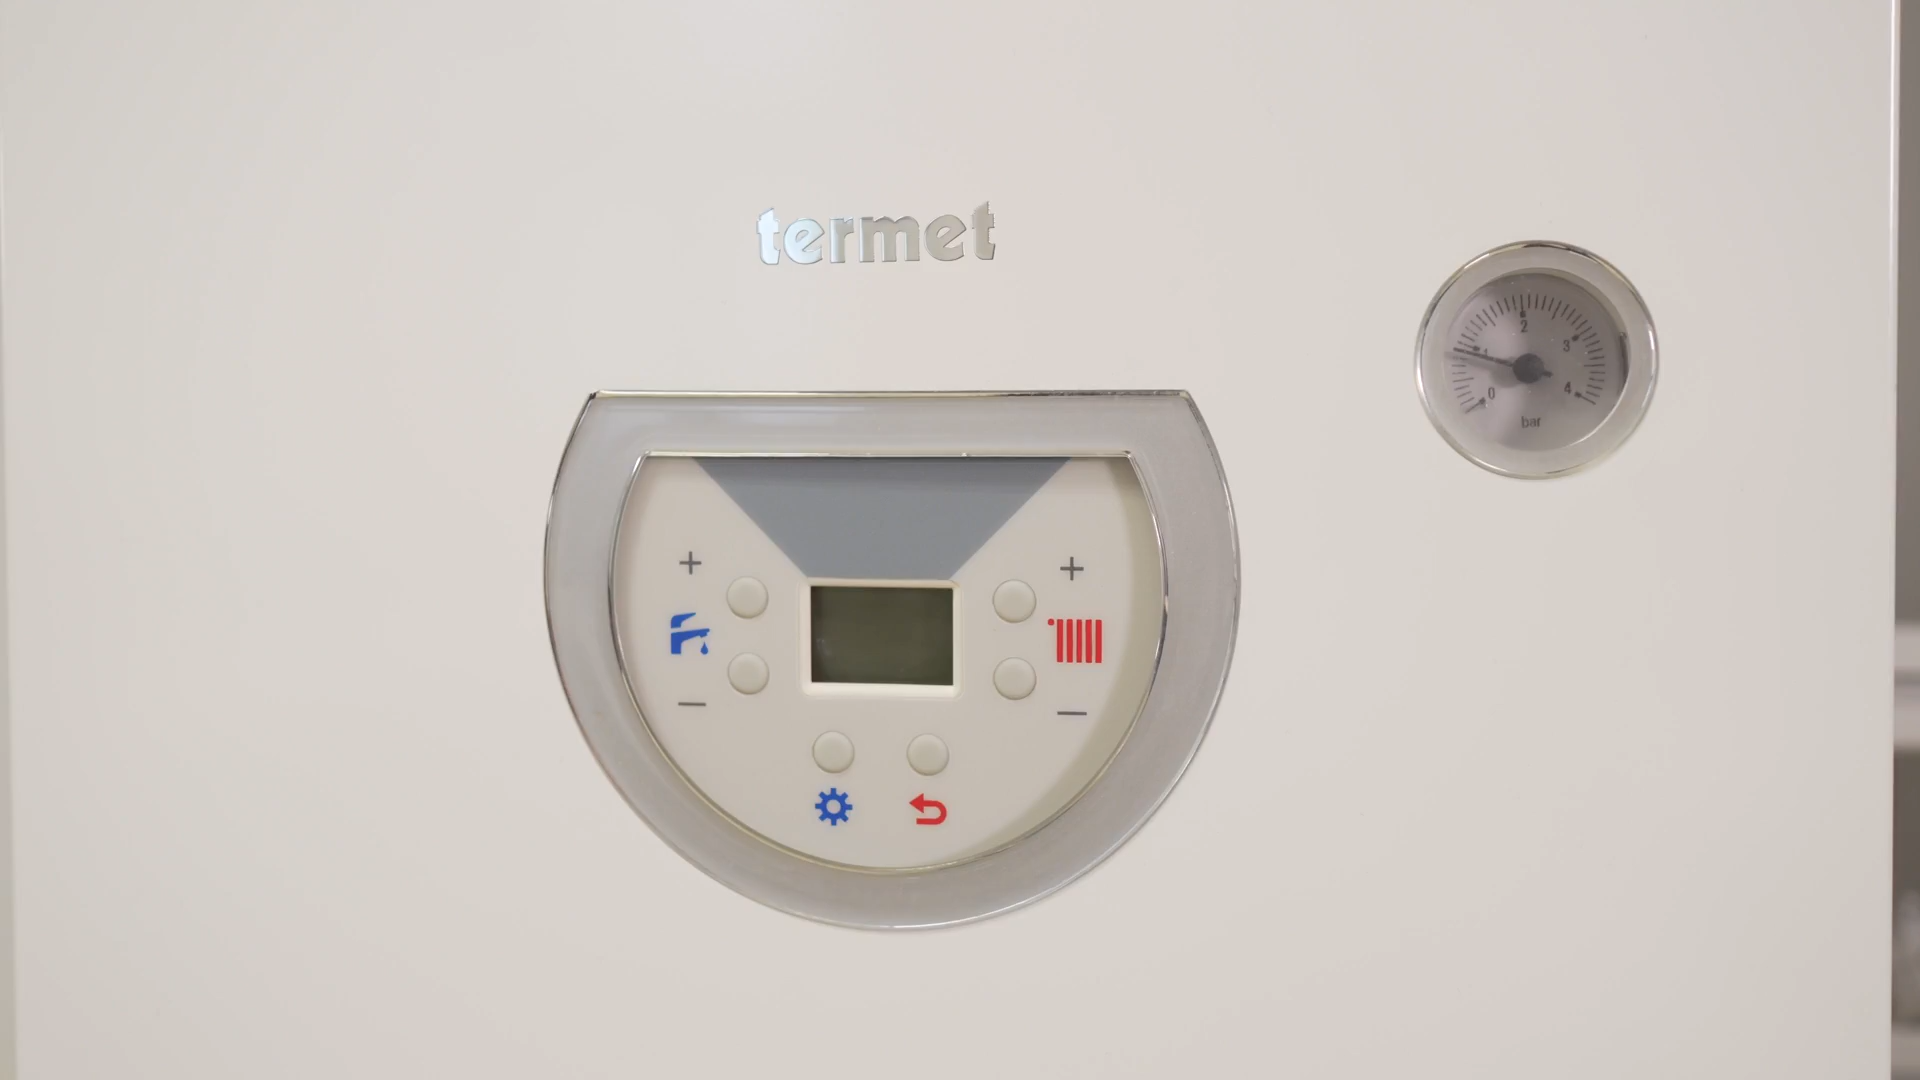 termet
0 1 2 3 4
bar
+ +
− −